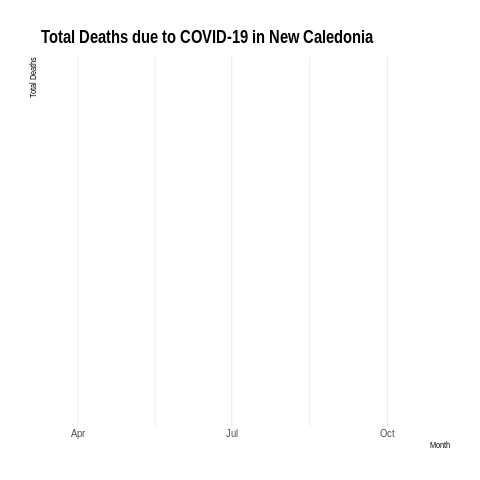 Total Deaths due to COVID-19 in New Caledonia
Total Deaths
Apr
Jul
Oct
Month